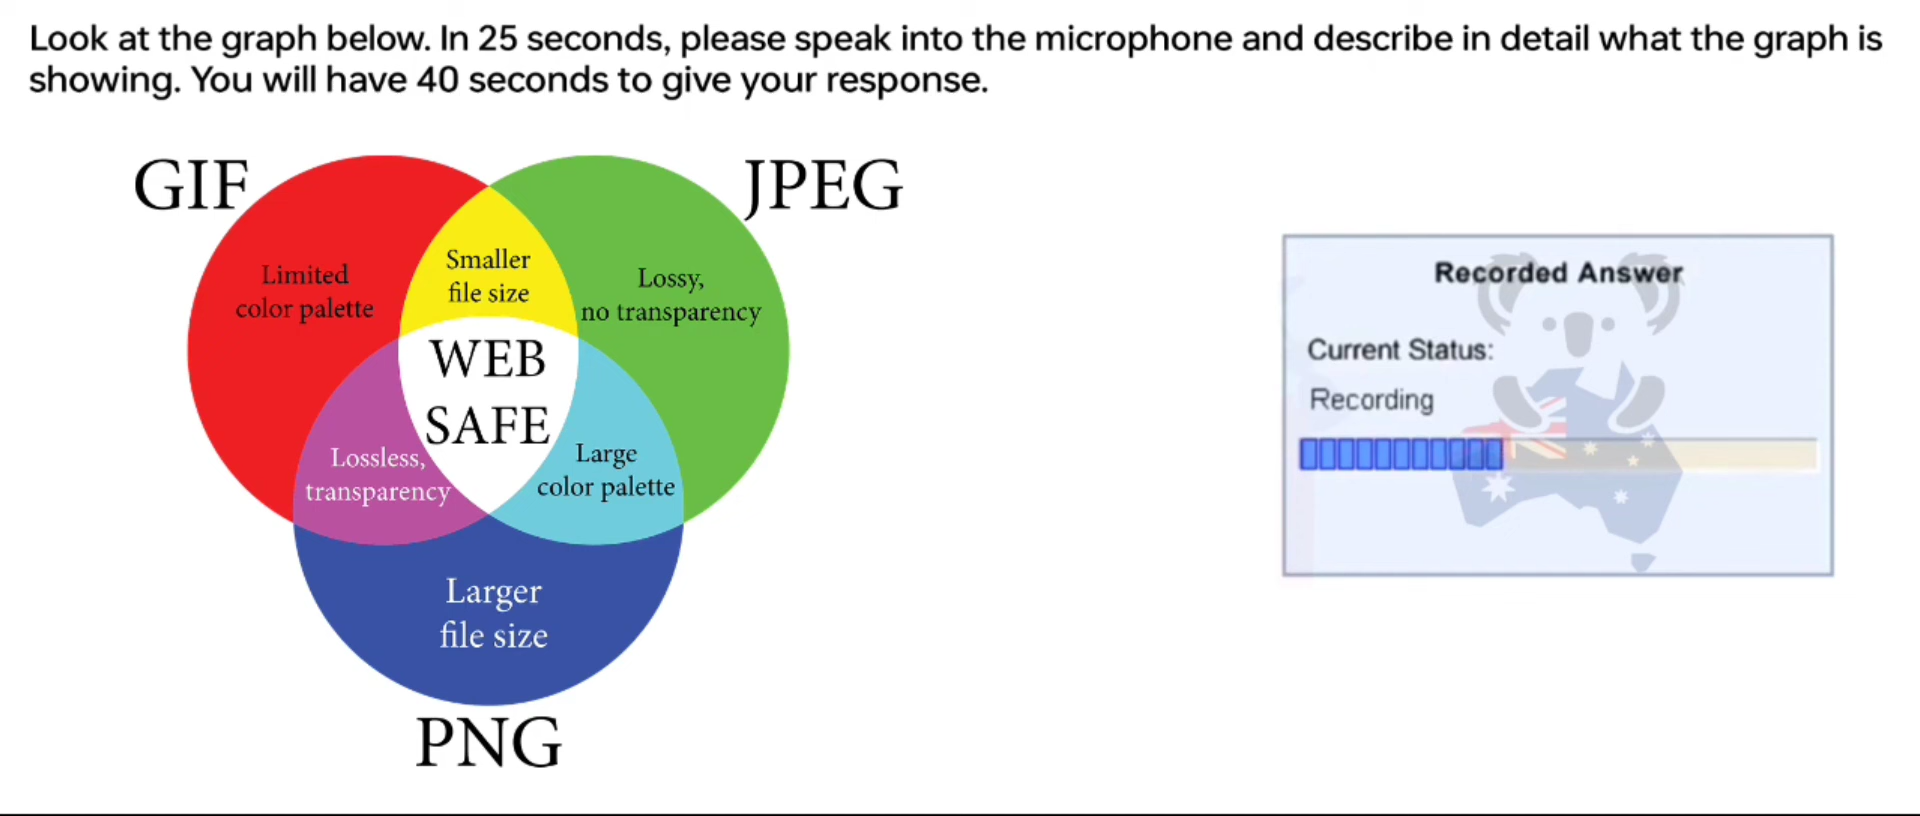 Look at the graph below. In 25 seconds, please speak into the microphone and describe in detail what the graph is
showing. You will have 40 seconds to give your response.
GIF
JPEG
Limited
color palette
Smaller
file size
Lossy,
no transparency
WEB
SAFE
Lossless,
transparency
Large
color palette
Larger
file size
PNG
Recorded Answer
Current Status:
Recording